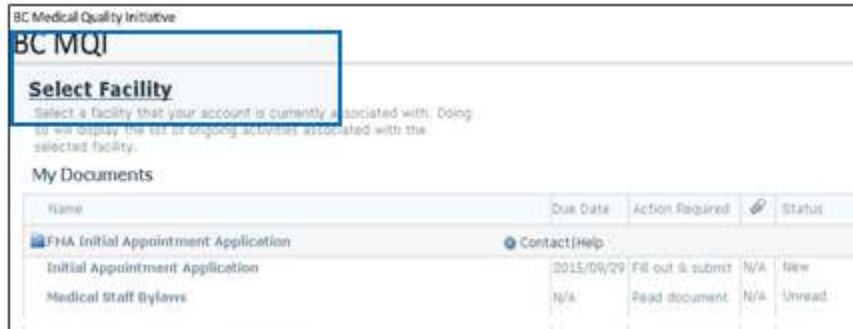 BC Medical Quality Initiative
BC MQI
Select Facility
Select a facility that your account is currently associated with. Doing
so will display the list of ongoing activities associated with the
selected facility.
My Documents
Name Due Date Action Required Status
FHA Initial Appointment Application Contact|Help
Initial Appointment Application 2015/09/29 Fill out & submit N/A New
Medical Staff Bylaws N/A Read document N/A Unread